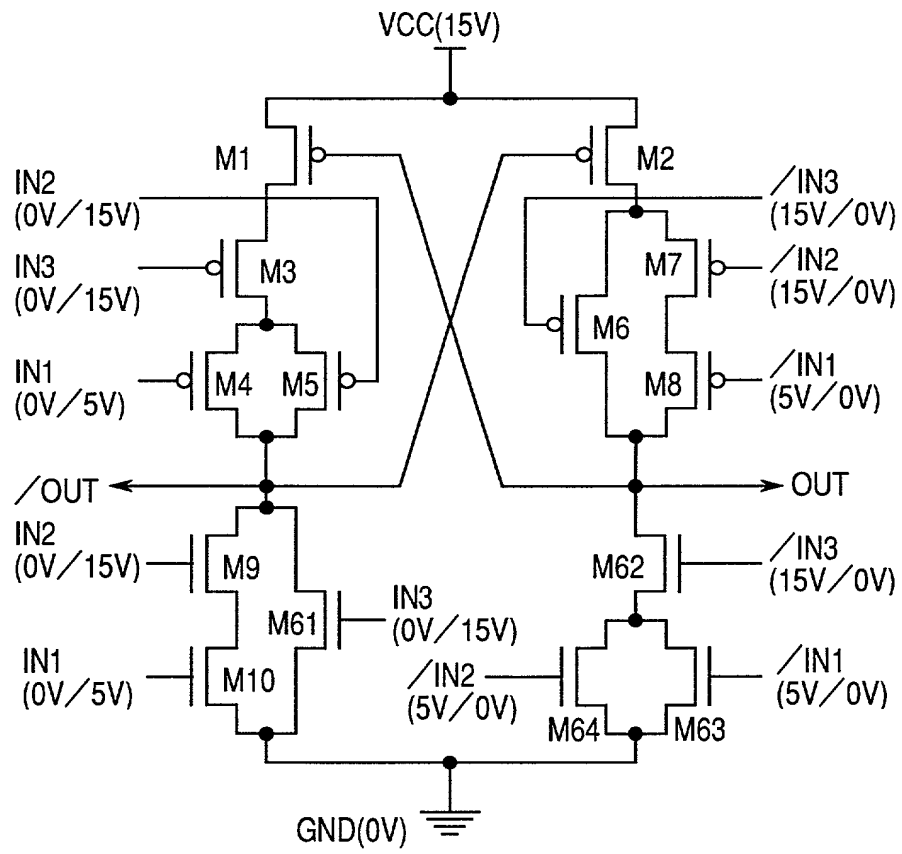 VCC(15V)
M1
M2
IN2
(0V/15V)
/IN3
(15V/0V)
IN3
(0V/15V)
M3
M7
/IN2
(15V/0V)
M6
IN1
(0V/5V)
M4
M5
M8
/IN1
(5V/0V)
/OUT
OUT
IN2
(0V/15V)
M9
M62
/IN3
(15V/0V)
M61
IN3
(0V/15V)
IN1
(0V/5V)
M10
/IN2
(5V/0V)
/IN1
(5V/0V)
M64
M63
GND(0V)